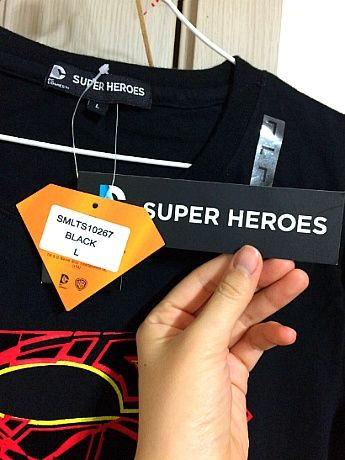 SUPER HEROES
L
L
L
SUPER HEROES
SMLTS10267
BLACK
L